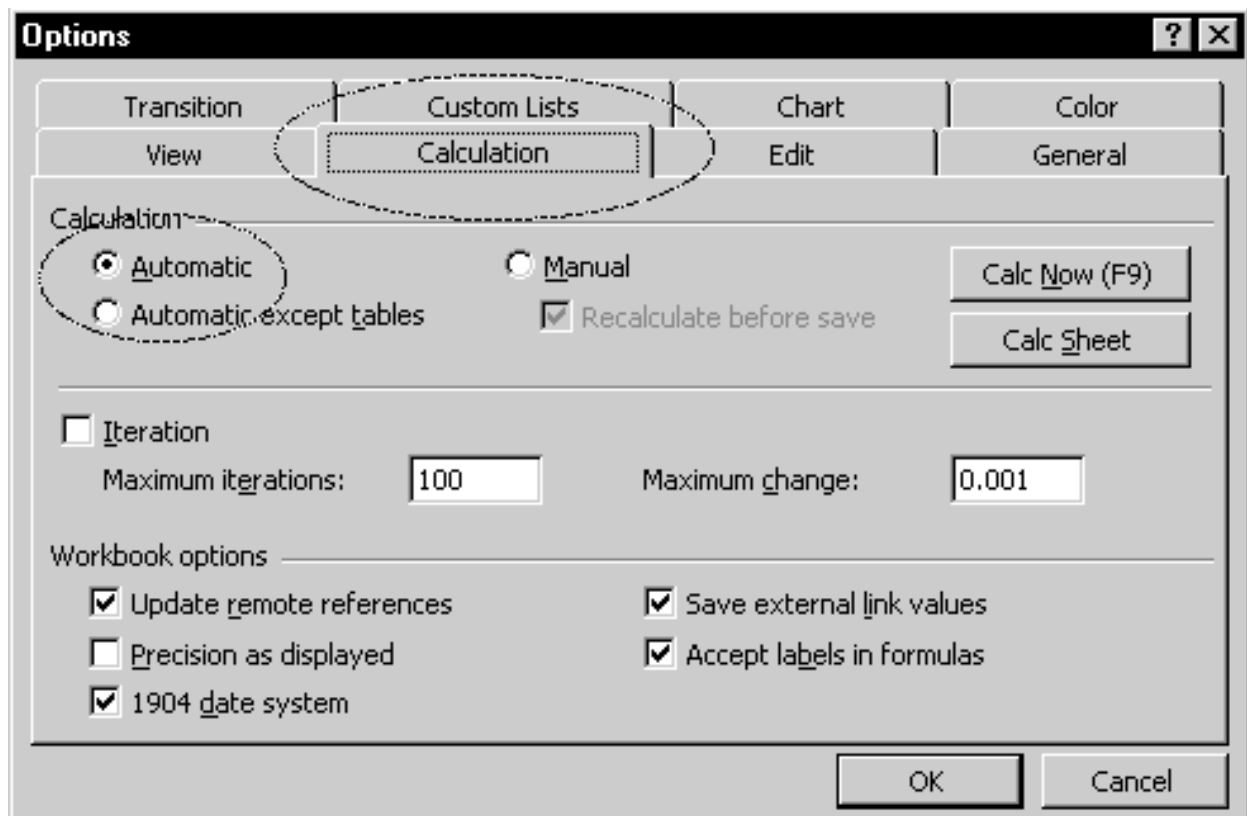 Options
Transition Custom Lists Chart Color
View Calculation Edit General
Calculation
Automatic Manual Calc Now (F9)
Automatic except tables Recalculate before save
Calc Sheet
Iteration
Maximum iterations: 100 Maximum change: 0.001
Workbook options
Update remote references Save external link values
Precision as displayed Accept labels in formulas
1904 date system
OK Cancel